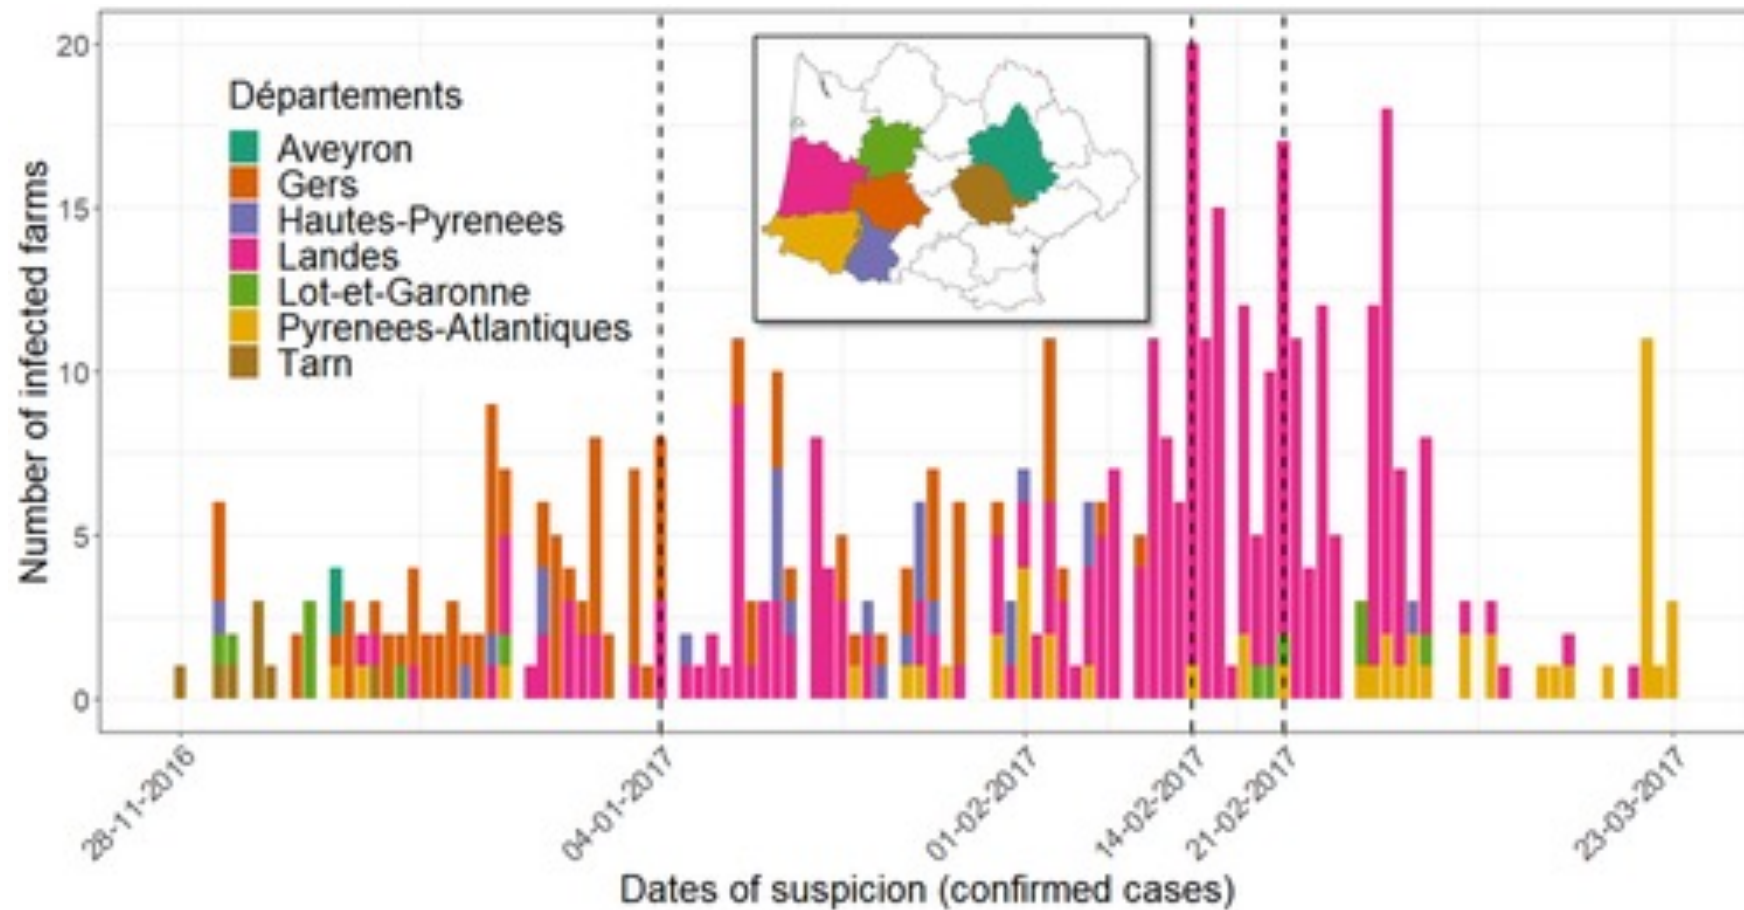 Départements
Aveyron
Gers
Hautes-Pyrenees
Landes
Lot-et-Garonne
Pyrenees-Atlantiques
Tarn
Number of infected farms
20
15
10
5
0
28-11-2016
04-01-2017
01-02-2017
14-02-2017
21-02-2017
23-03-2017
Dates of suspicion (confirmed cases)